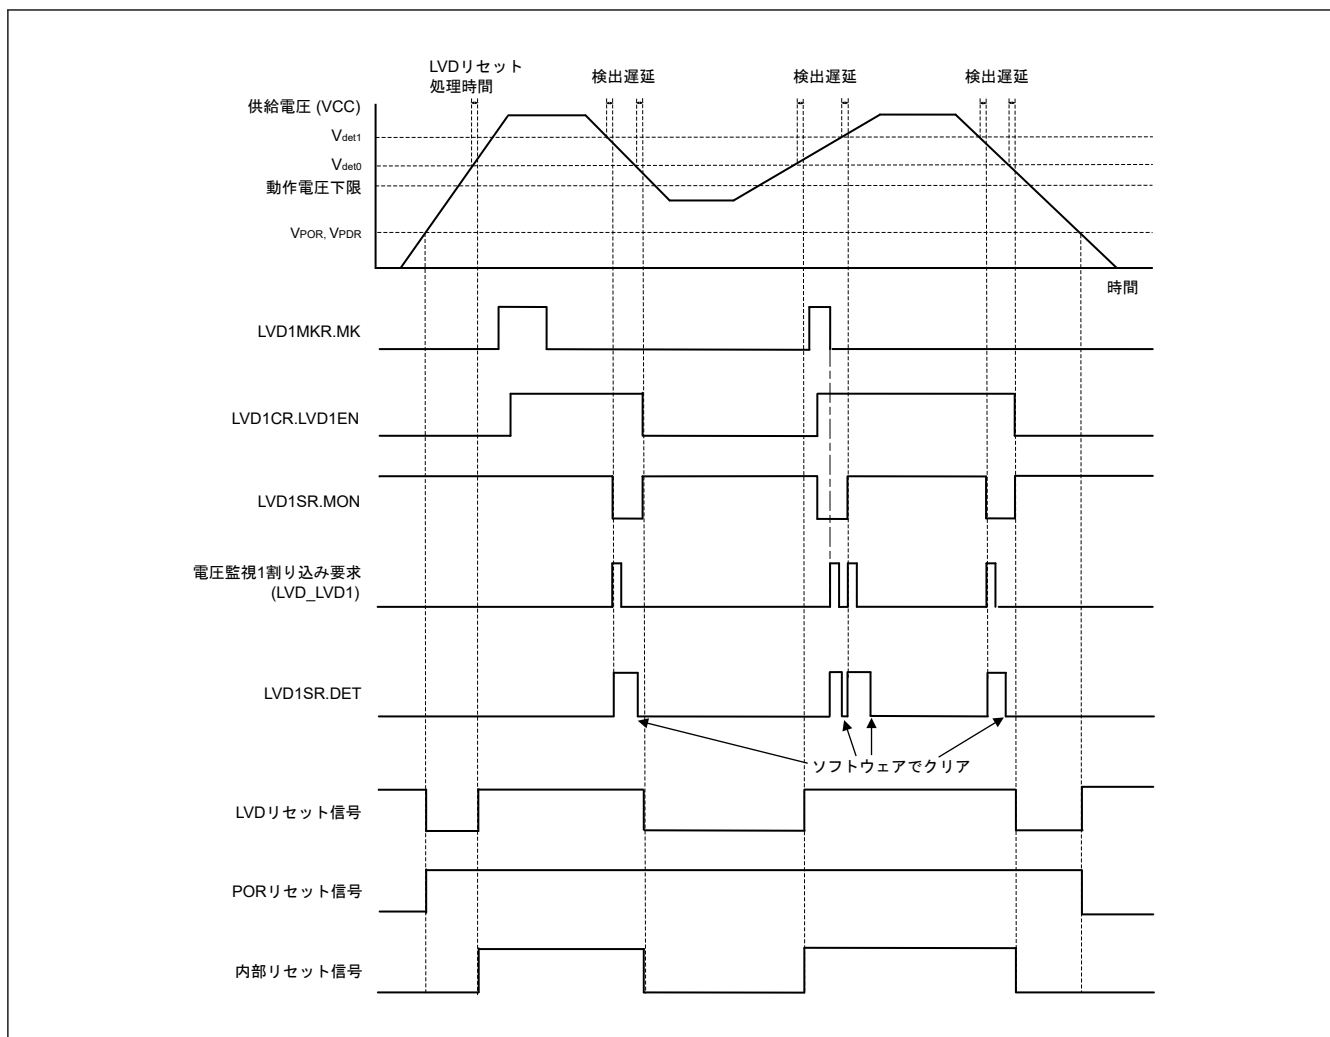 LVDリセット
処理時間
検出遅延
検出遅延
検出遅延
供給電圧 (VCC)
Vdet1
Vdet0
動作電圧下限
VPOR, VPDR
時間
LVD1MKR.MK
LVD1CR.LVD1EN
LVD1SR.MON
電圧監視1割り込み要求
(LVD_LVD1)
LVD1SR.DET
ソフトウェアでクリア
LVDリセット信号
PORリセット信号
内部リセット信号